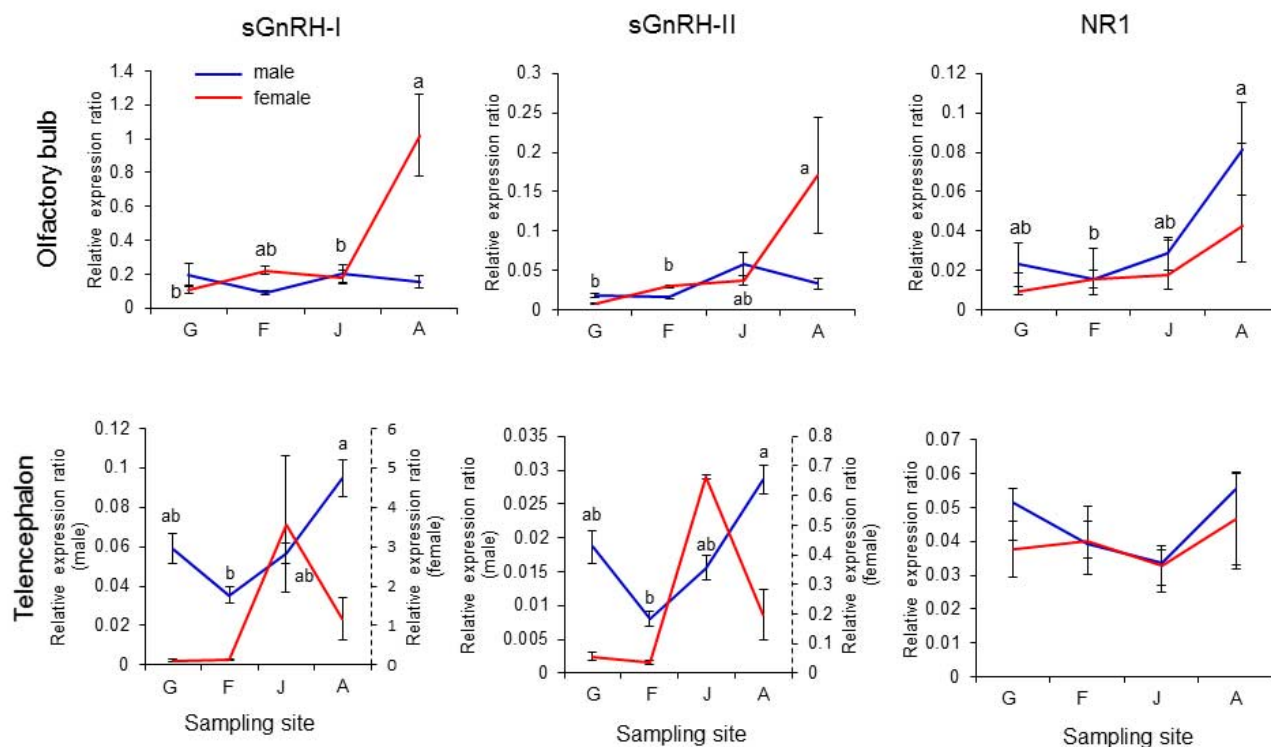 sGnRH-I
sGnRH-II
NR1
Olfactory bulb
Relative expression ratio
1.4
1.2
1
0.8
0.6
0.4
0.2
0
male
female
b
ab
b
a
G F J A
Relative expression ratio
0.3
0.25
0.2
0.15
0.1
0.05
0
b
b
ab
a
G F J A
Relative expression ratio
0.12
0.1
0.08
0.06
0.04
0.02
0
ab
b
ab
a
G F J A
Telencephalon
Relative expression ratio
(male)
0.12
0.1
0.08
0.06
0.04
0.02
0
ab
b
ab
a
6
5
4
3
2
1
0
Relative expression ratio
(female)
G F J A
Sampling site
Relative expression ratio
(male)
0.035
0.03
0.025
0.02
0.015
0.01
0.005
0
ab
b
ab
a
0.8
0.7
0.6
0.5
0.4
0.3
0.2
0.1
0
Relative expression ratio
(female)
G F J A
Sampling site
Relative expression ratio
0.07
0.06
0.05
0.04
0.03
0.02
0.01
0
G F J A
Sampling site